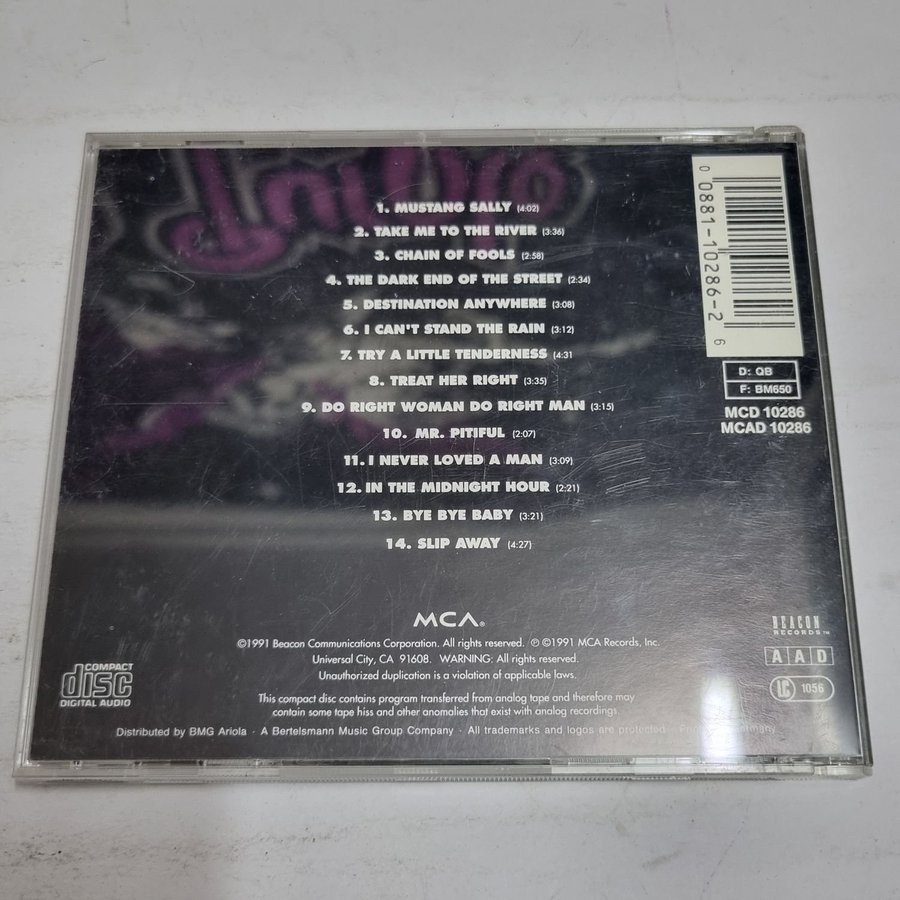 1. MUSTANG SALLY (4:02)
2. TAKE ME TO THE RIVER (3:36)
3. CHAIN OF FOOLS (2:58)
4. THE DARK END OF THE STREET (2:34)
5. DESTINATION ANYWHERE (3:08)
6. I CAN'T STAND THE RAIN (3:12)
7. TRY A LITTLE TENDERNESS (4:31
8. TREAT HER RIGHT (3:35)
9. DO RIGHT WOMAN DO RIGHT MAN (3:15)
10. MR. PITIFUL (2:07)
11. I NEVER LOVED A MAN (3:09)
12. IN THE MIDNIGHT HOUR (2:21)
13. BYE BYE BABY (3:21)
14. SLIP AWAY (4:27)
0 0881-10286-2 6
D: QB
F: BM650
MCD 10286
MCAD 10286
MCA®
©1991 Beacon Communications Corporation. All rights reserved. ℗ ©1991 MCA Records, Inc.
Universal City, CA 91608. WARNING: All rights reserved.
Unauthorized duplication is a violation of applicable laws.
This compact disc contains program transferred from analog tape and therefore may
contain some tape hiss and other anomalies that exist with analog recordings.
Distributed by BMG Ariola · A Bertelsmann Music Group Company · All trademarks and logos are protected
COMPACT
disc
DIGITAL AUDIO
BEACON
RECORDS™
A A D
LC 1056